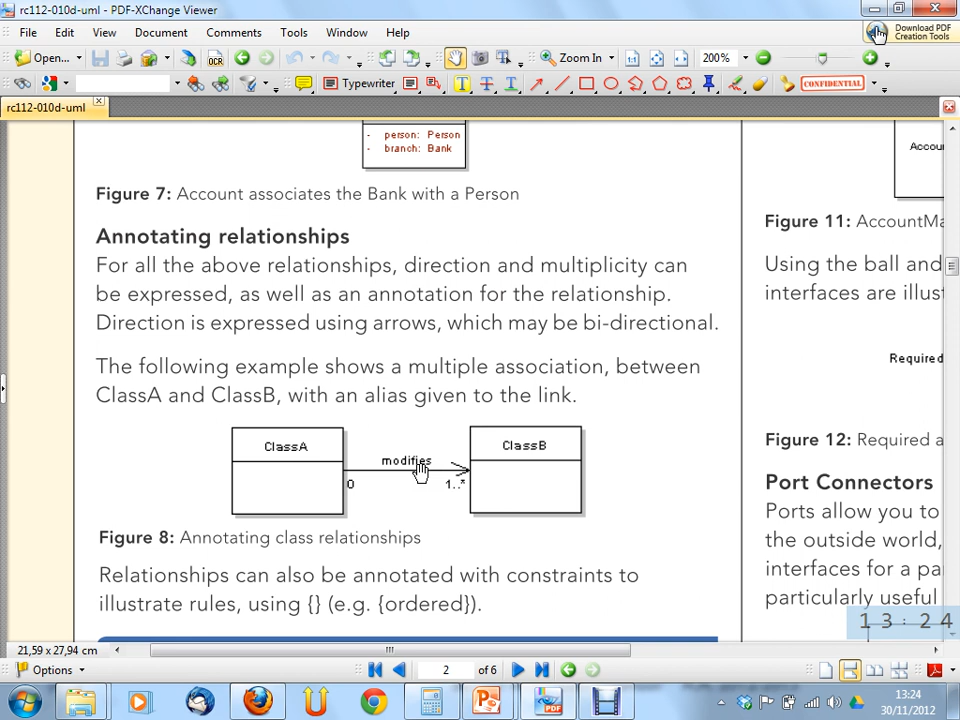 rc112-010d-uml - PDF-XChange Viewer
File Edit View Document Comments Tools Window Help
Download PDF
Creation Tools
Open... OCR Zoom In 200%
Typewriter T T T CONFIDENTIAL
rc112-010d-uml
- person: Person
- branch: Bank
Figure 7: Account associates the Bank with a Person
Annotating relationships
For all the above relationships, direction and multiplicity can
be expressed, as well as an annotation for the relationship.
Direction is expressed using arrows, which may be bi-directional.
The following example shows a multiple association, between
ClassA and ClassB, with an alias given to the link.
ClassA
modifies
ClassB
0
1..*
Figure 8: Annotating class relationships
Relationships can also be annotated with constraints to
illustrate rules, using {} (e.g. {ordered}).
Accou
Figure 11: AccountMa
Using the ball and
interfaces are illust
Required
Figure 12: Required a
Port Connectors
Ports allow you to
the outside world,
interfaces for a pa
particularly useful
13:24
21,59 x 27,94 cm
Options 2 of 6
PDF
13:24
30/11/2012